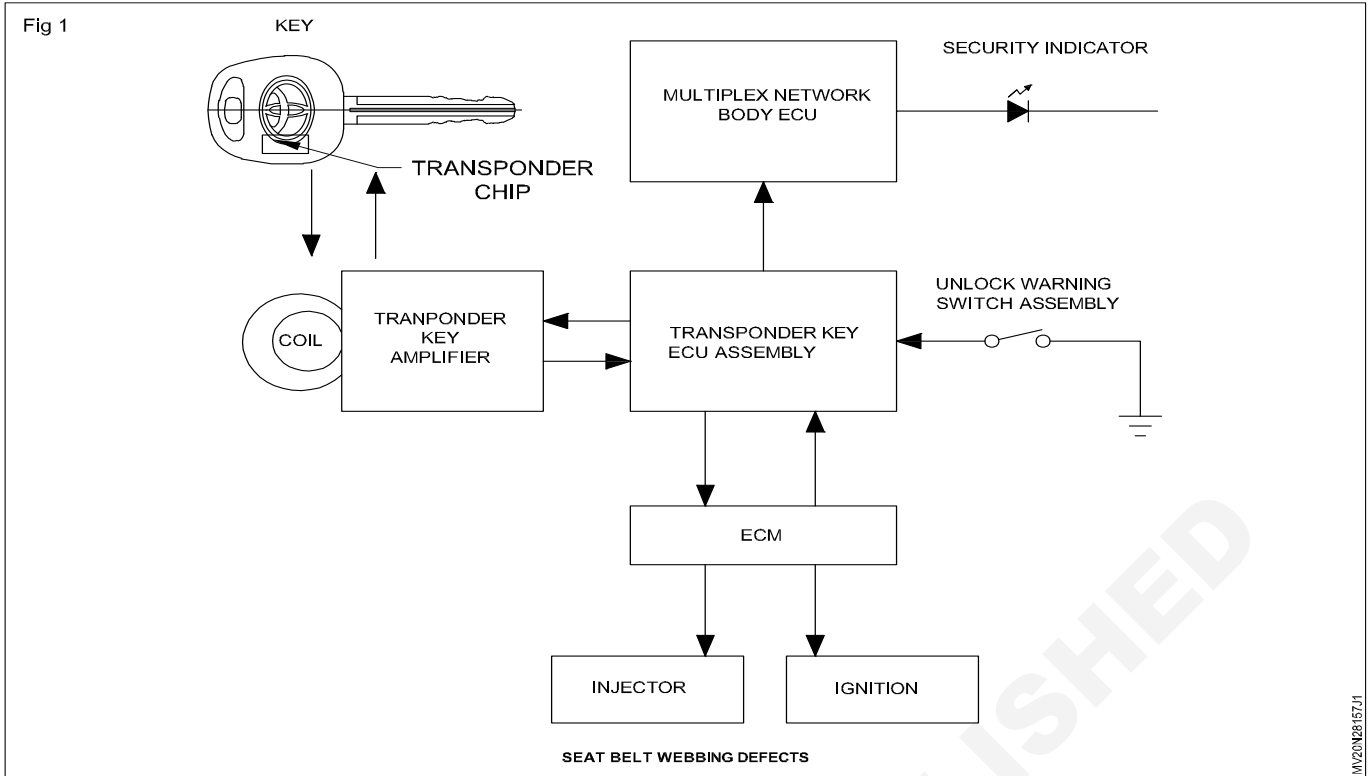 Fig 1
KEY
SECURITY INDICATOR
MULTIPLEX NETWORK
BODY ECU
TRANSPONDER
CHIP
UNLOCK WARNING
SWITCH ASSEMBLY
COIL
TRANPONDER
KEY
AMPLIFIER
TRANSPONDER KEY
ECU ASSEMBLY
ECM
INJECTOR
IGNITION
SEAT BELT WEBBING DEFECTS
MV20N28157J1
ISHED